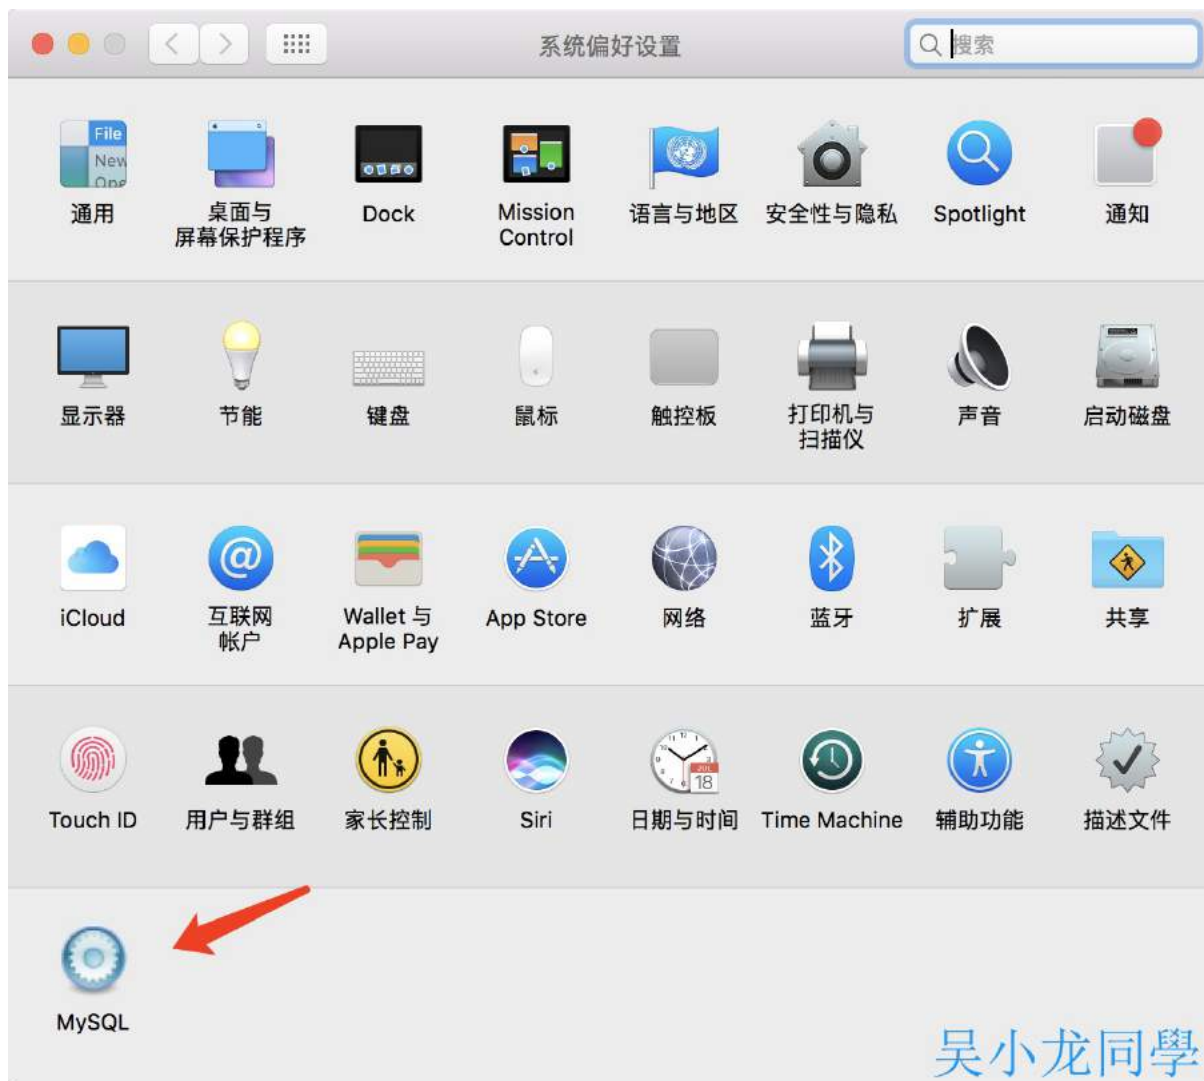 系统偏好设置
搜索
File
New
Ope
通用
桌面与
屏幕保护程序
Dock
Mission
Control
语言与地区
安全性与隐私
Spotlight
通知
显示器
节能
键盘
鼠标
触控板
打印机与
扫描仪
声音
启动磁盘
iCloud
@
互联网
帐户
Wallet 与
Apple Pay
App Store
网络
蓝牙
扩展
共享
Touch ID
用户与群组
家长控制
Siri
JUL
18
日期与时间
Time Machine
辅助功能
描述文件
MySQL
吴小龙同學